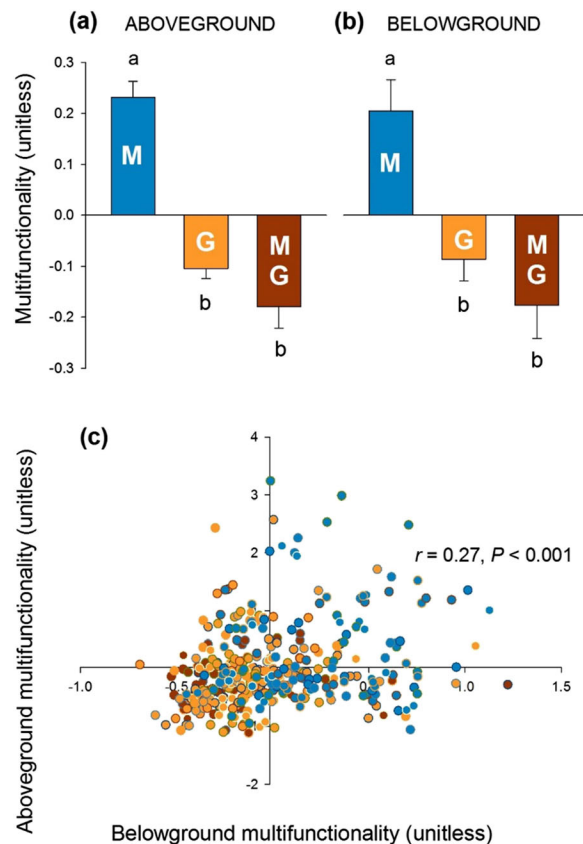 (a) ABOVEGROUND (b) BELOWGROUND
Multifunctionality (unitless)
0.3
0.2
0.1
0.0
-0.1
-0.2
-0.3
a
M
G
b
M
G
b
a
M
G
b
M
G
b
(c)
Aboveground multifunctionality (unitless)
4
3
2
1
-1
-2
r = 0.27, P < 0.001
-1.0 -0.5 0.5 1.0 1.5
Belowground multifunctionality (unitless)